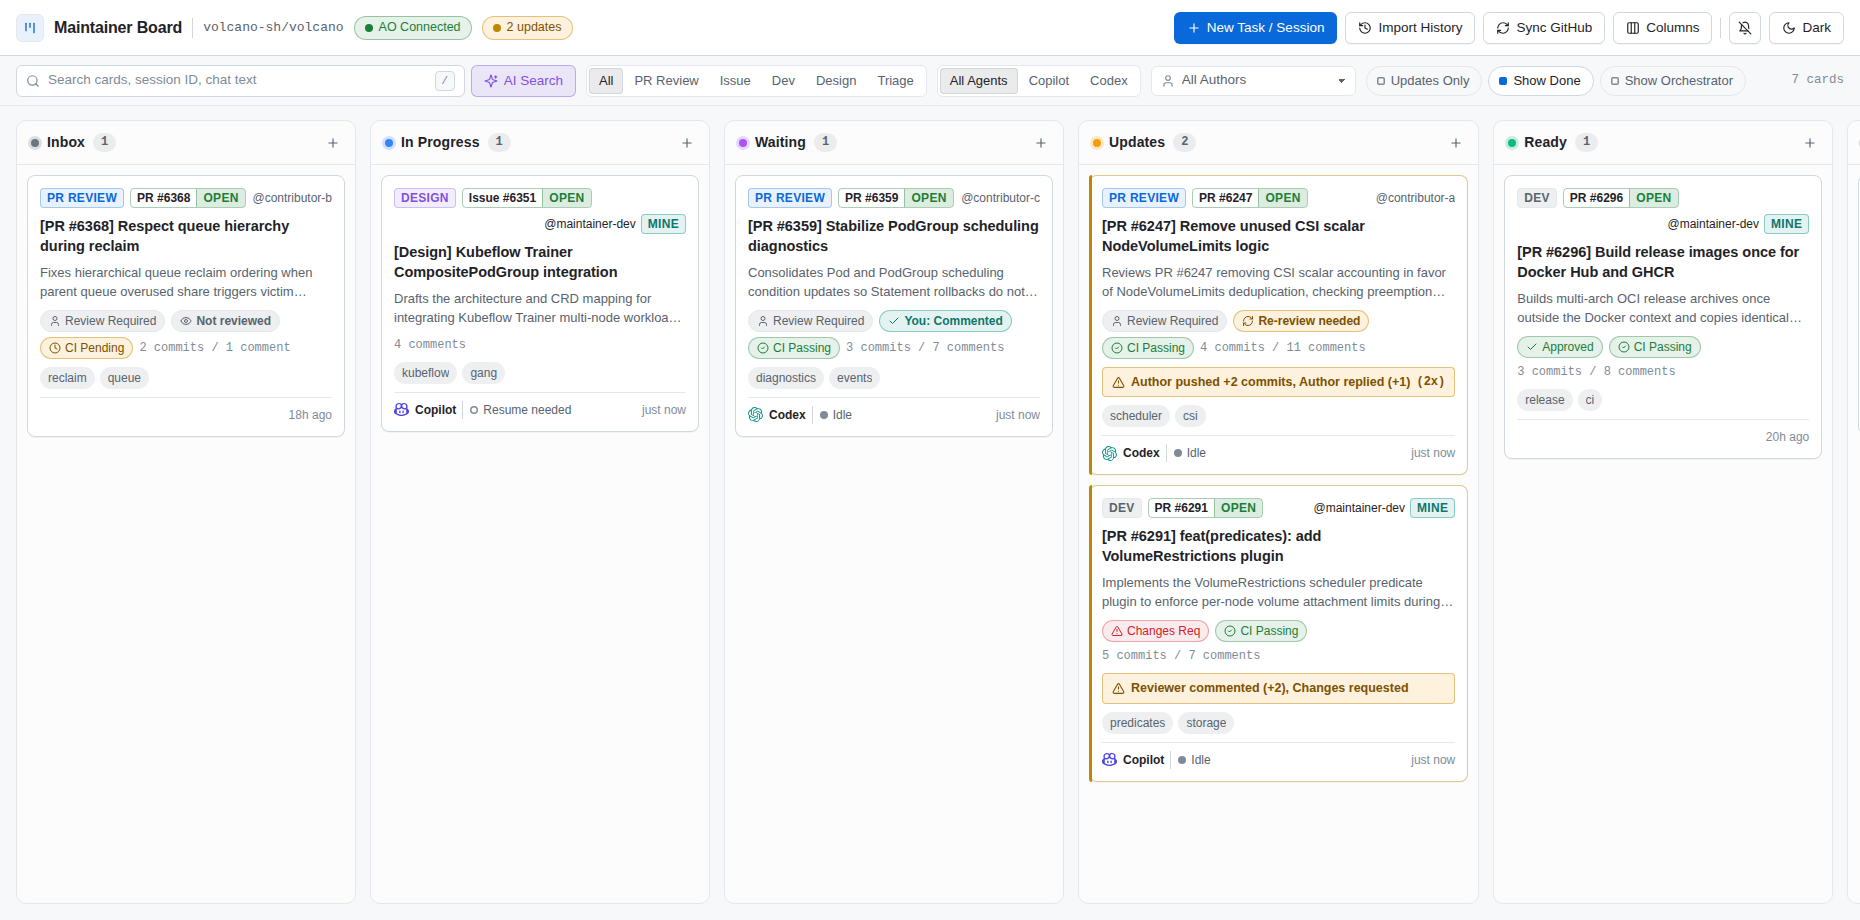 Maintainer Board
volcano-sh/volcano
AO Connected
2 updates
New Task / Session
Import History
Sync GitHub
Columns
Dark
Search cards, session ID, chat text
/
AI Search
All
PR Review
Issue
Dev
Design
Triage
All Agents
Copilot
Codex
All Authors
Updates Only
Show Done
Show Orchestrator
7 cards
Inbox 1
PR REVIEW PR #6368 OPEN @contributor-b
[PR #6368] Respect queue hierarchy
during reclaim
Fixes hierarchical queue reclaim ordering when
parent queue overused share triggers victim…
Review Required Not reviewed
CI Pending 2 commits / 1 comment
reclaim queue
18h ago
In Progress 1
DESIGN Issue #6351 OPEN
@maintainer-dev MINE
[Design] Kubeflow Trainer
CompositePodGroup integration
Drafts the architecture and CRD mapping for
integrating Kubeflow Trainer multi-node workloa…
4 comments
kubeflow gang
Copilot Resume needed just now
Waiting 1
PR REVIEW PR #6359 OPEN @contributor-c
[PR #6359] Stabilize PodGroup scheduling
diagnostics
Consolidates Pod and PodGroup scheduling
condition updates so Statement rollbacks do not…
Review Required You: Commented
CI Passing 3 commits / 7 comments
diagnostics events
Codex Idle just now
Updates 2
PR REVIEW PR #6247 OPEN @contributor-a
[PR #6247] Remove unused CSI scalar
NodeVolumeLimits logic
Reviews PR #6247 removing CSI scalar accounting in favor
of NodeVolumeLimits deduplication, checking preemption…
Review Required Re-review needed
CI Passing 4 commits / 11 comments
Author pushed +2 commits, Author replied (+1) (2x)
scheduler csi
Codex Idle just now
DEV PR #6291 OPEN @maintainer-dev MINE
[PR #6291] feat(predicates): add
VolumeRestrictions plugin
Implements the VolumeRestrictions scheduler predicate
plugin to enforce per-node volume attachment limits during…
Changes Req CI Passing
5 commits / 7 comments
Reviewer commented (+2), Changes requested
predicates storage
Copilot Idle just now
Ready 1
DEV PR #6296 OPEN
@maintainer-dev MINE
[PR #6296] Build release images once for
Docker Hub and GHCR
Builds multi-arch OCI release archives once
outside the Docker context and copies identical…
Approved CI Passing
3 commits / 8 comments
release ci
20h ago